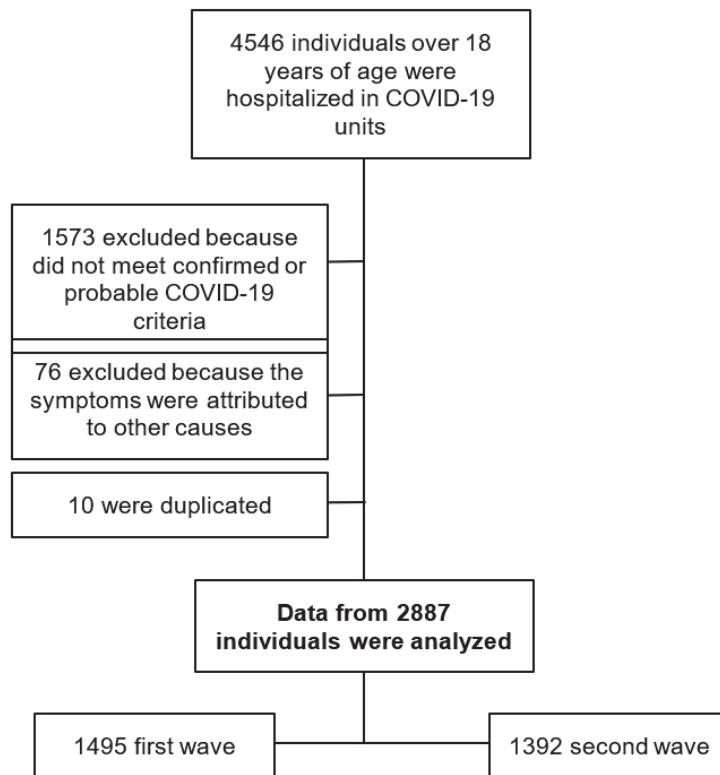 4546 individuals over 18
years of age were
hospitalized in COVID-19
units
1573 excluded because
did not meet confirmed or
probable COVID-19
criteria
76 excluded because the
symptoms were attributed
to other causes
10 were duplicated
Data from 2887
individuals were analyzed
1495 first wave
1392 second wave